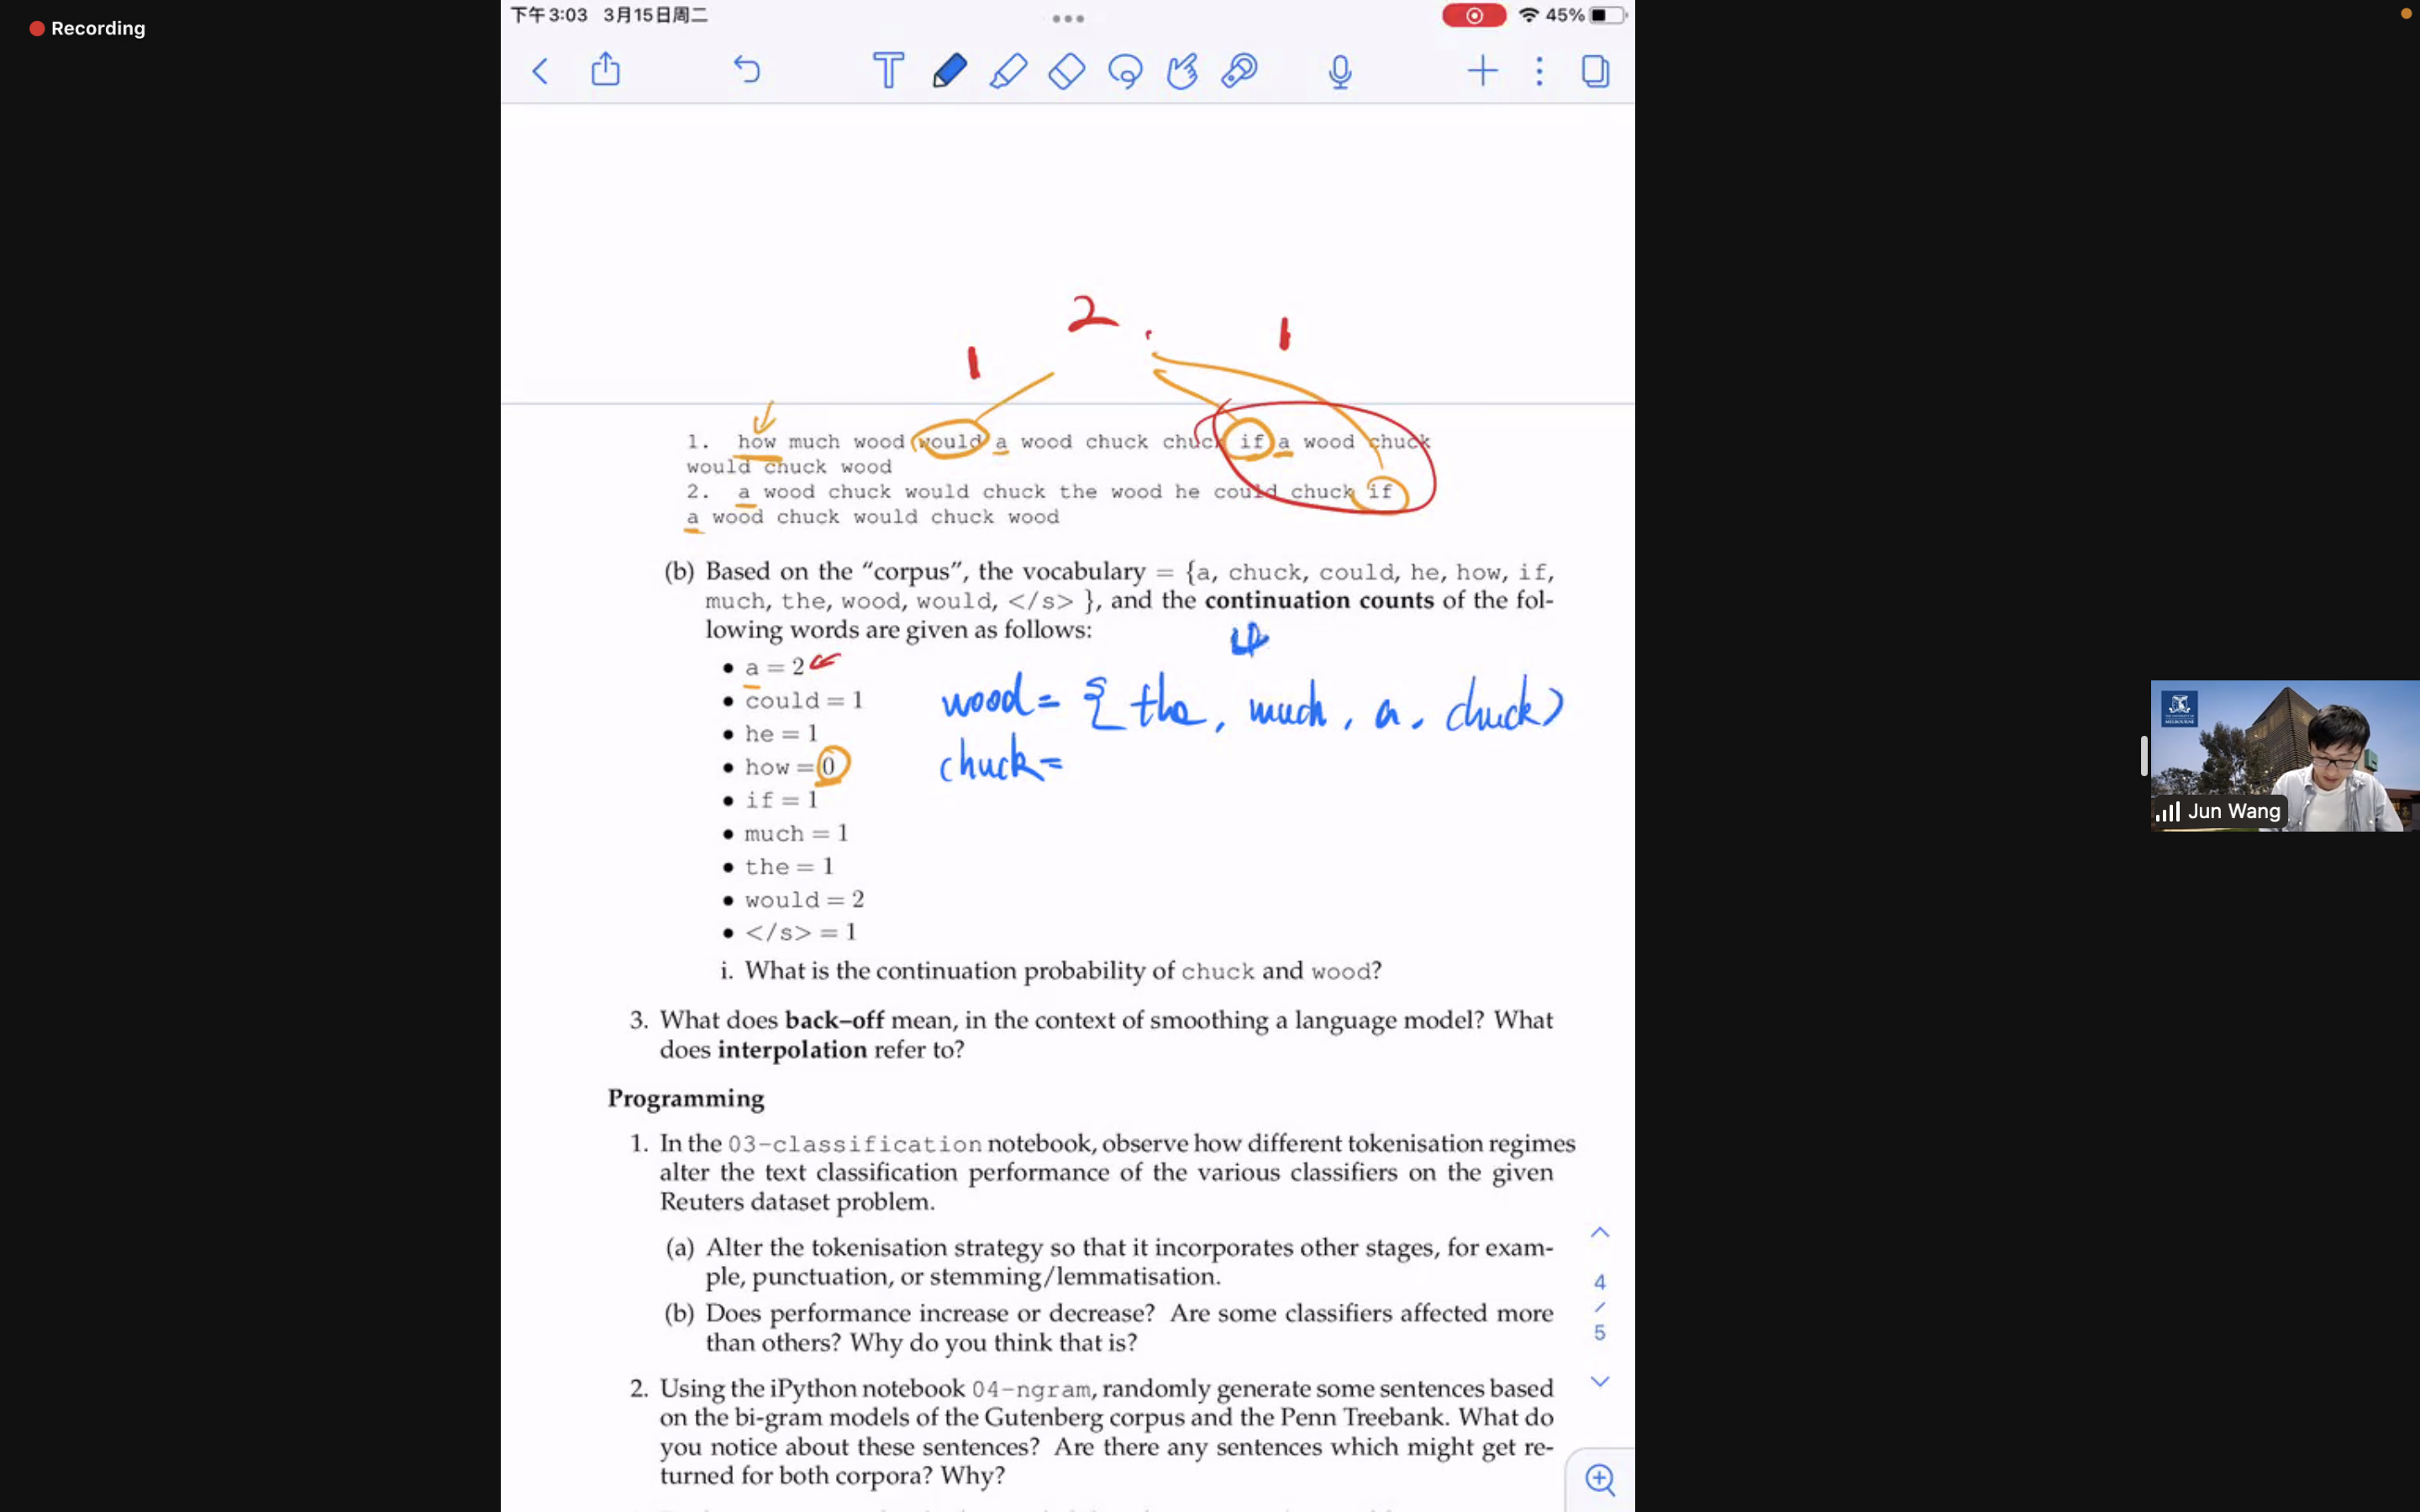 Recording
下午3:03 3月15日周二
45%
2
1
1
1. how much wood would a wood chuck chuck if a wood chuck
would chuck wood
2. a wood chuck would chuck the wood he could chuck if
a wood chuck would chuck wood
(b) Based on the “corpus”, the vocabulary = {a, chuck, could, he, how, if,
much, the, wood, would, </s> }, and the continuation counts of the fol-
lowing words are given as follows:
• a = 2
• could = 1
• he = 1
• how = 0
• if = 1
• much = 1
• the = 1
• would = 2
• </s> = 1
wood = { the, much, a, chuck }
chuck =
i. What is the continuation probability of chuck and wood?
3. What does back–off mean, in the context of smoothing a language model? What
does interpolation refer to?
Programming
1. In the 03-classification notebook, observe how different tokenisation regimes
alter the text classification performance of the various classifiers on the given
Reuters dataset problem.
(a) Alter the tokenisation strategy so that it incorporates other stages, for exam-
ple, punctuation, or stemming/lemmatisation.
(b) Does performance increase or decrease? Are some classifiers affected more
than others? Why do you think that is?
2. Using the iPython notebook 04-ngram, randomly generate some sentences based
on the bi-gram models of the Gutenberg corpus and the Penn Treebank. What do
you notice about these sentences? Are there any sentences which might get re-
turned for both corpora? Why?
4
/
5
MELBOURNE
Jun Wang